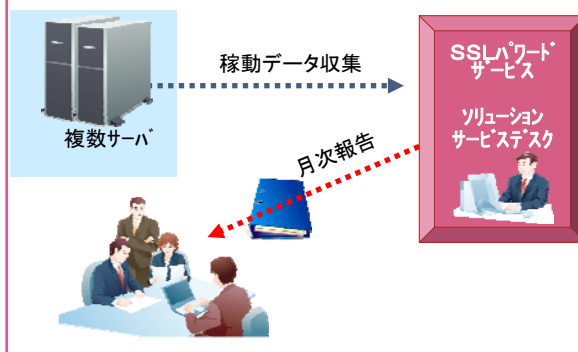 複数サーバ
稼動データ収集
月次報告
SSLパワード
サービス
ソリューション
サービスデスク